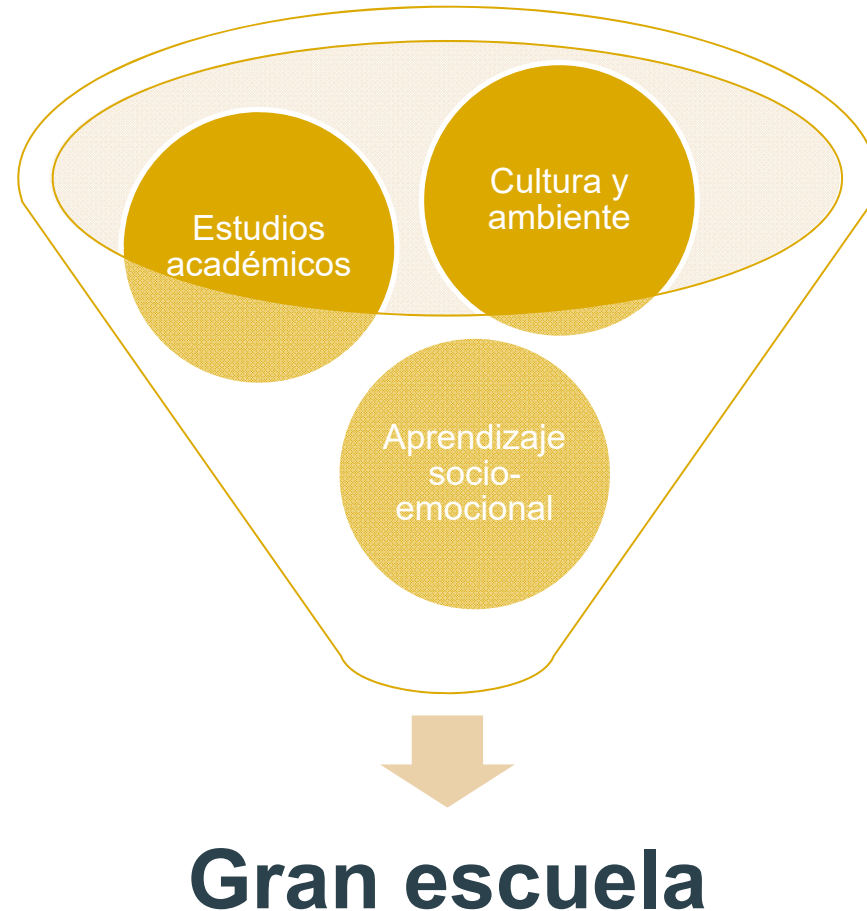 Estudios
académicos
Cultura y
ambiente
Aprendizaje
socio-
emocional
Gran escuela